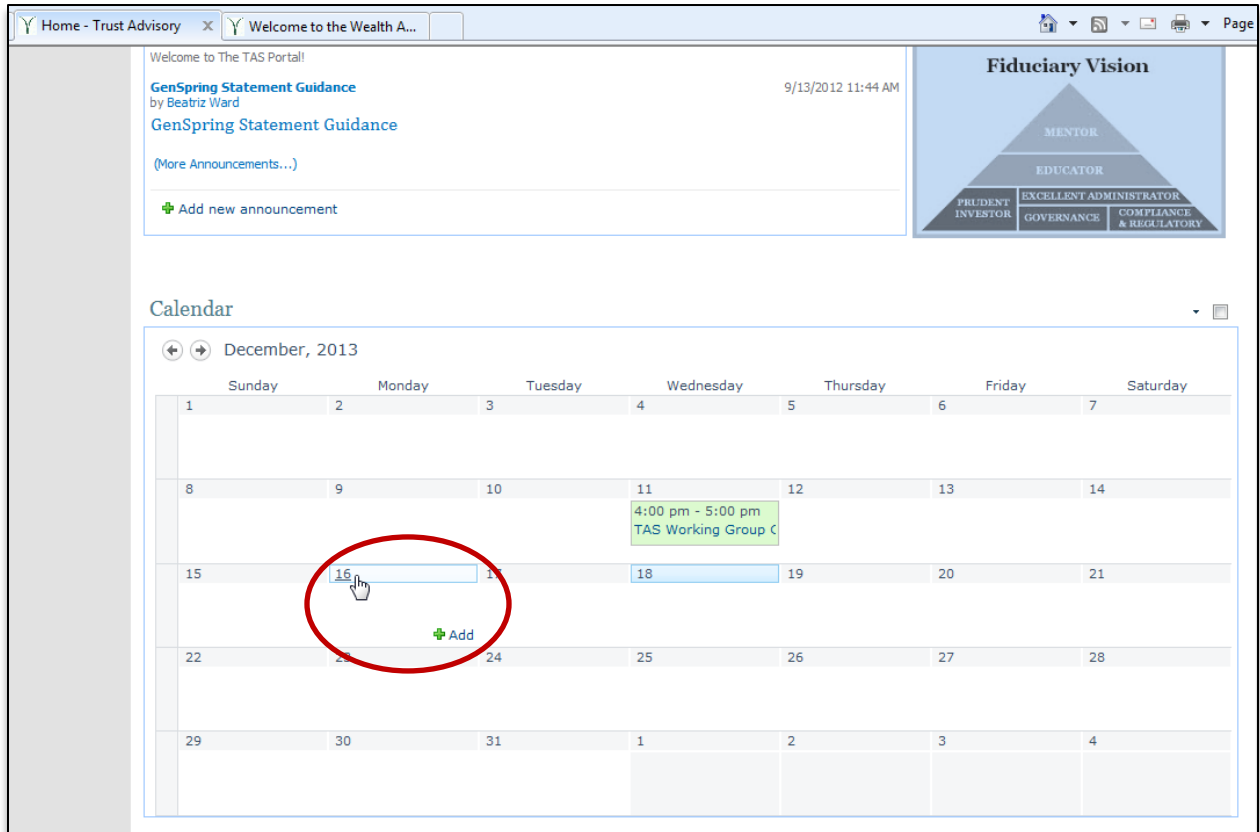 Home - Trust Advisory X Welcome to the Wealth A... Page
Welcome to The TAS Portal!
GenSpring Statement Guidance 9/13/2012 11:44 AM
by Beatriz Ward
GenSpring Statement Guidance
(More Announcements...)
Add new announcement
Fiduciary Vision
MENTOR
EDUCATOR
PRUDENT INVESTOR
EXCELLENT ADMINISTRATOR
GOVERNANCE
COMPLIANCE & REGULATORY
Calendar
December, 2013
Sunday Monday Tuesday Wednesday Thursday Friday Saturday
1 2 3 4 5 6 7
8 9 10 11 12 13 14
4:00 pm - 5:00 pm
TAS Working Group
15 16 17 18 19 20 21
Add
22 23 24 25 26 27 28
29 30 31 1 2 3 4